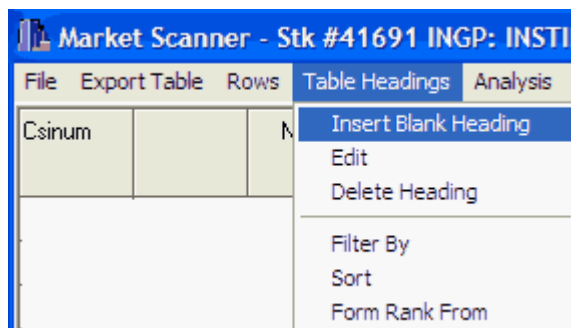 Market Scanner - Stk #41691 INGP: INSTI
File Export Table Rows Table Headings Analysis
Csinum N Insert Blank Heading
Edit
Delete Heading
Filter By
Sort
Form Rank From